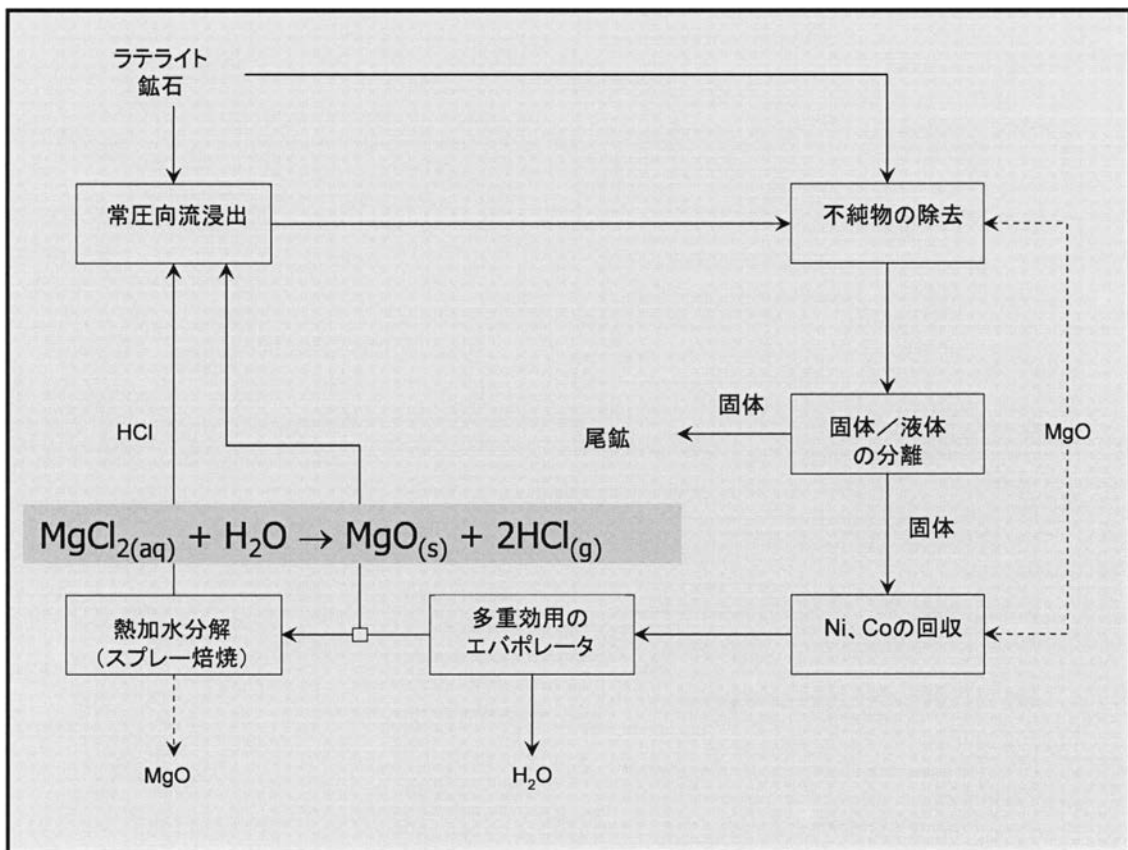 ラテライト
鉱石
常圧向流浸出
不純物の除去
HCl
固体
尾鉱
固体／液体
の分離
MgO
固体
MgCl₂(aq) + H₂O → MgO(s) + 2HCl(g)
熱加水分解
（スプレー焙焼）
多重効用の
エバポレータ
Ni、Coの回収
MgO
H₂O